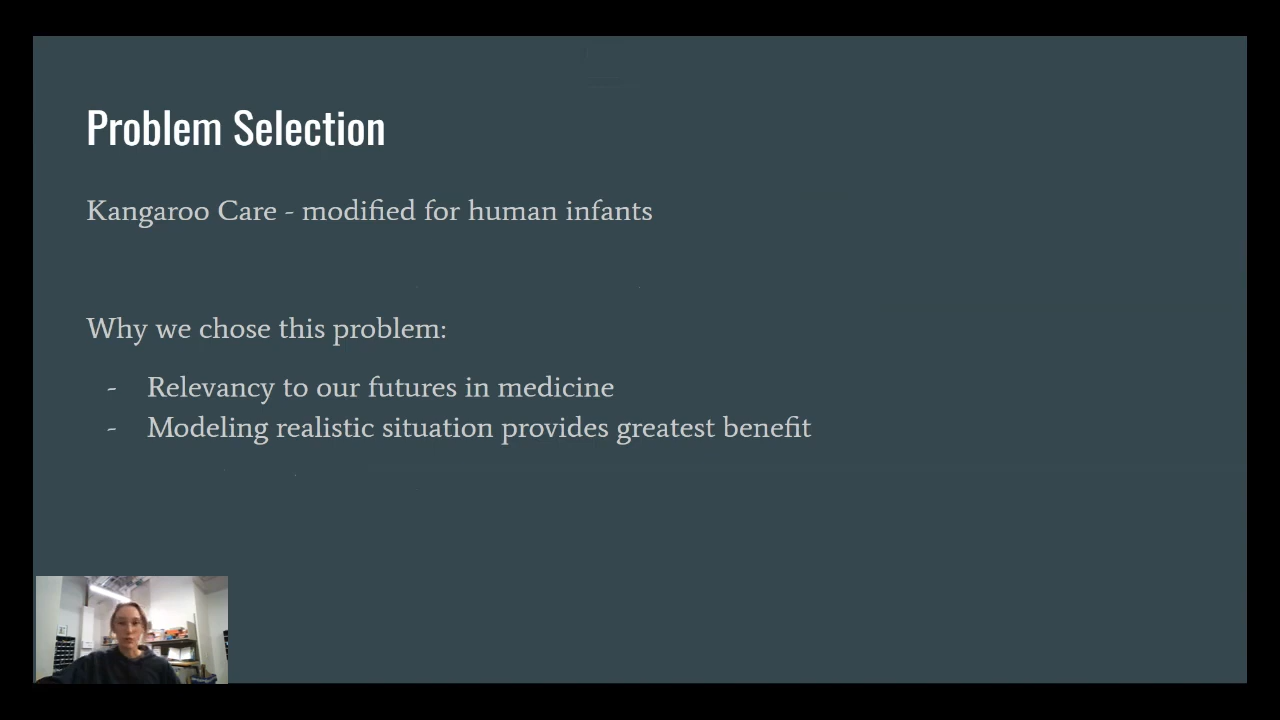 Problem Selection
Kangaroo Care - modified for human infants
Why we chose this problem:
- Relevancy to our futures in medicine
- Modeling realistic situation provides greatest benefit